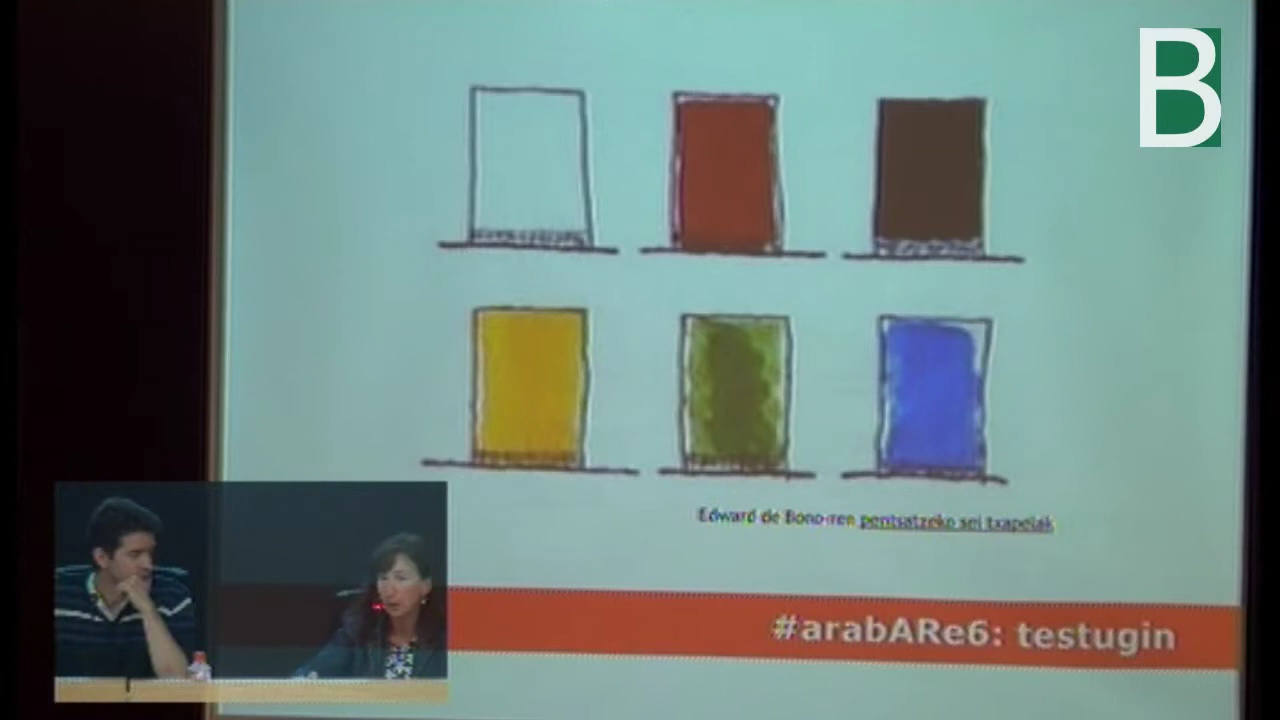 B
Edward de Bono-ren pentsatzeko sei txapelak
#arabARe6: testugin